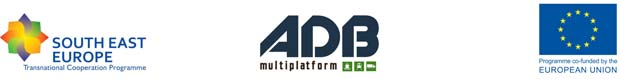 SOUTH EAST
EUROPE
Transnational Cooperation Programme
ADB
multiplatform
Programme co-funded by the
EUROPEAN UNION